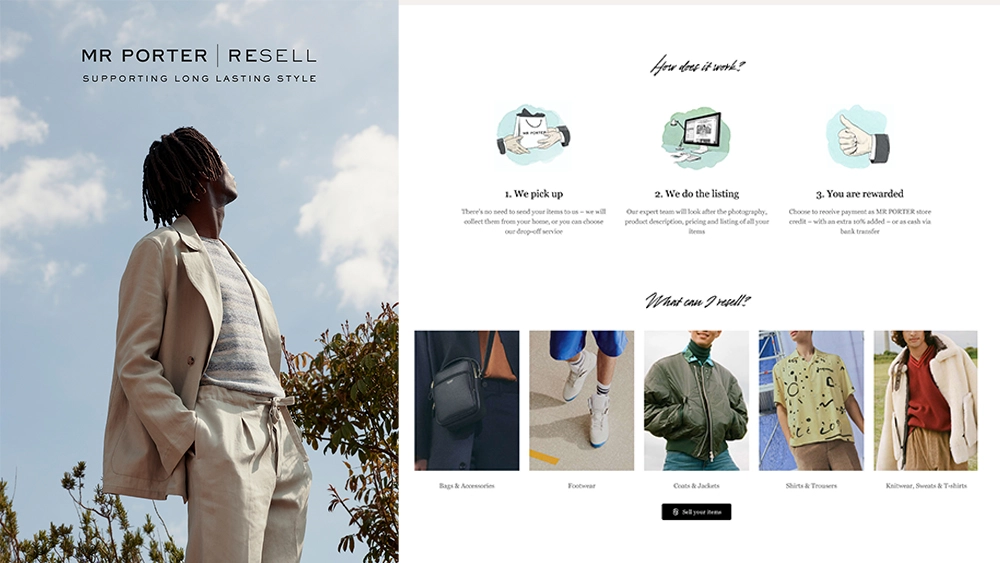 MR PORTER | RESELL
SUPPORTING LONG LASTING STYLE
How does it work?
MR PORTER
1. We pick up
There's no need to send your items to us – we will
collect them from your home, or you can choose
our drop-off service
2. We do the listing
Our expert team will look after the photography,
product description, pricing and listing of all your
items
3. You are rewarded
Choose to receive payment as MR PORTER store
credit – with an extra 10% added – or as cash via
bank transfer
What can I resell?
Bags & Accessories
Footwear
Coats & Jackets
Shirts & Trousers
Knitwear, Sweats & T-shirts
Sell your items